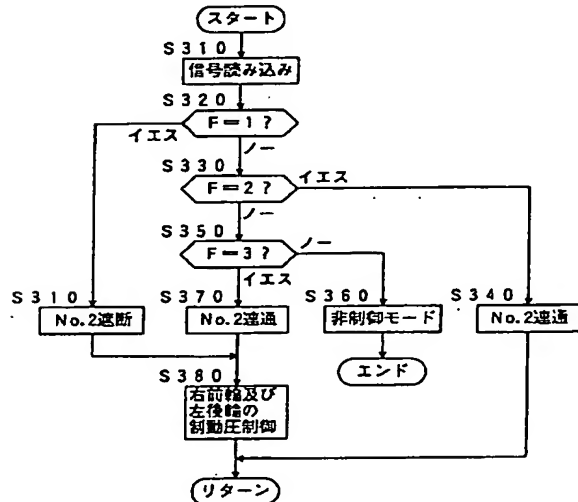 スタート
S310
信号読み込み
S320
F=1?
イエス
ノー
S330
F=2?
イエス
ノー
S350
F=3?
ノー
イエス
S310
S370
S360
S340
No.2遮断
No.2連通
非制御モード
No.2連通
エンド
S380
右前輪及び
左後輪の
制動圧制御
リターン